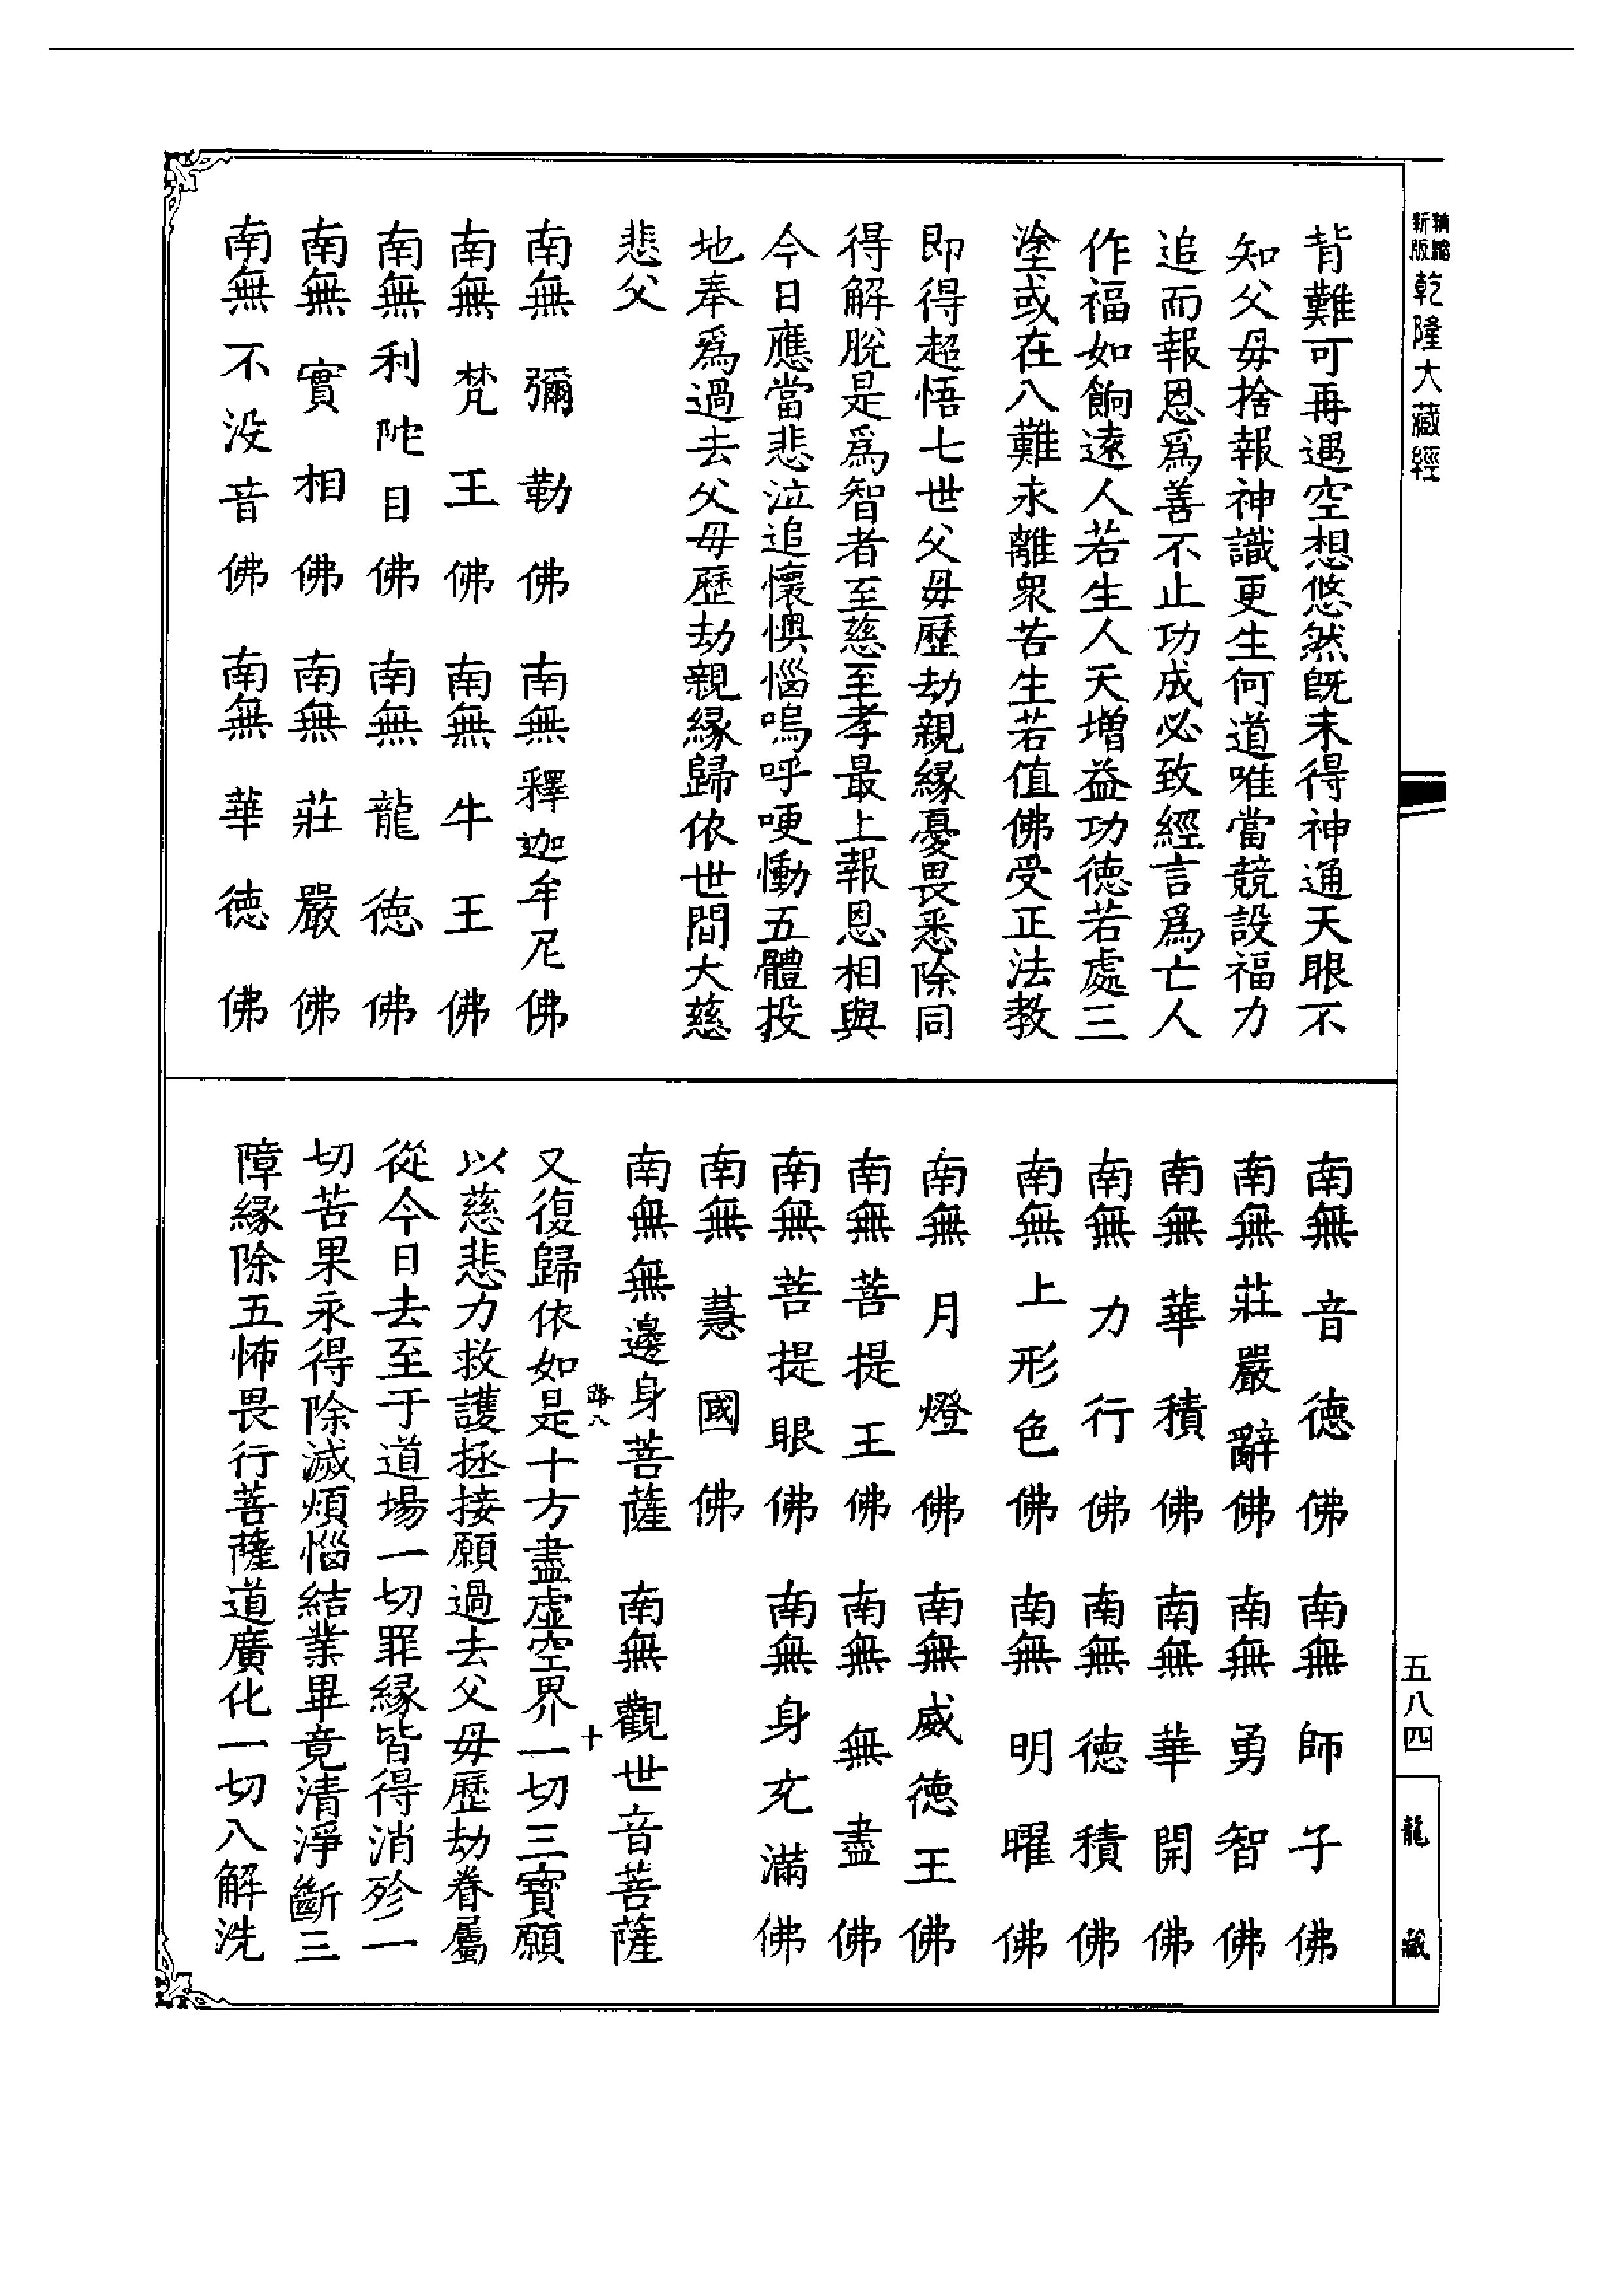 新版
精縮
乾隆大藏經
背難可再遇空想悠然旣未得神通天眼不
知父母捨報神識更生何道唯當競設福力
追而報恩爲善不止功成必致經言爲亡人
作福如餉遠人若生人天增益功德若處三
塗或在八難永離衆苦生若值佛受正法教
即得超悟七世父母歷劫親緣憂畏悉除同
得解脫是爲智者至慈至孝最上報恩相與
今日應當悲泣追懷懊惱嗚呼哽慟五體投
地奉爲過去父母歷劫親緣歸依世間大慈
悲父
南無彌勒佛 南無釋迦牟尼佛
南無梵王佛 南無牛王佛
南無利陁目佛 南無龍德佛
南無實相佛 南無莊嚴佛
南無不没音佛 南無華德佛
南無音德佛 南無師子佛
南無莊嚴辭佛 南無勇智佛
南無華積佛 南無華開佛
南無力行佛 南無德積佛
南無上形色佛 南無明曜佛
南無月燈佛 南無威德王佛
南無菩提王佛 南無無盡佛
南無菩提眼佛 南無身充滿佛
南無慧國佛
南無無邊身菩薩 南無觀世音菩薩
路八
十
又復歸依如是十方盡虛空界一切三寶願
以慈悲力救護拯接願過去父母歷劫眷屬
從今日去至于道場一切罪緣皆得消殄一
切苦果永得除滅煩惱結業畢竟清淨斷三
障緣除五怖畏行菩薩道廣化一切八解洗
五八四
龍藏